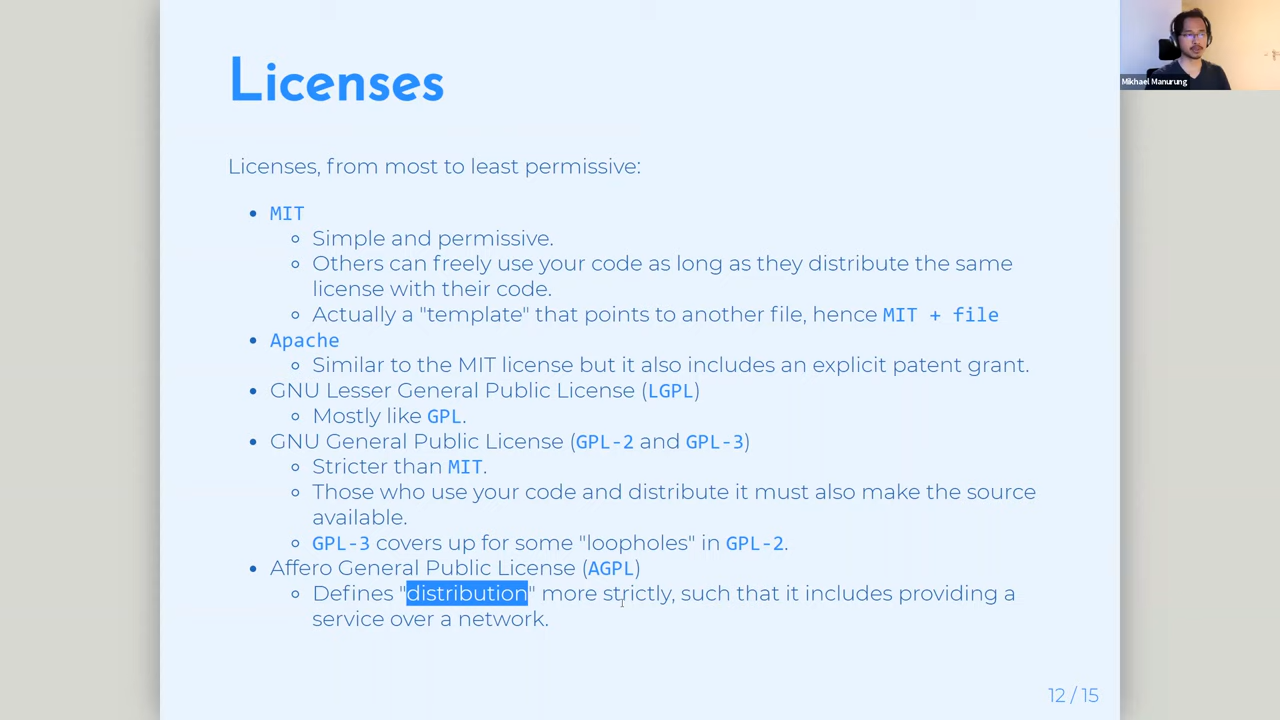 Licenses
Mikhael Manurung
Licenses, from most to least permissive:
• MIT
◦ Simple and permissive.
◦ Others can freely use your code as long as they distribute the same
license with their code.
◦ Actually a "template" that points to another file, hence MIT + file
• Apache
◦ Similar to the MIT license but it also includes an explicit patent grant.
• GNU Lesser General Public License (LGPL)
◦ Mostly like GPL.
• GNU General Public License (GPL-2 and GPL-3)
◦ Stricter than MIT.
◦ Those who use your code and distribute it must also make the source
available.
◦ GPL-3 covers up for some "loopholes" in GPL-2.
• Affero General Public License (AGPL)
◦ Defines "distribution" more strictly, such that it includes providing a
service over a network.
12 / 15